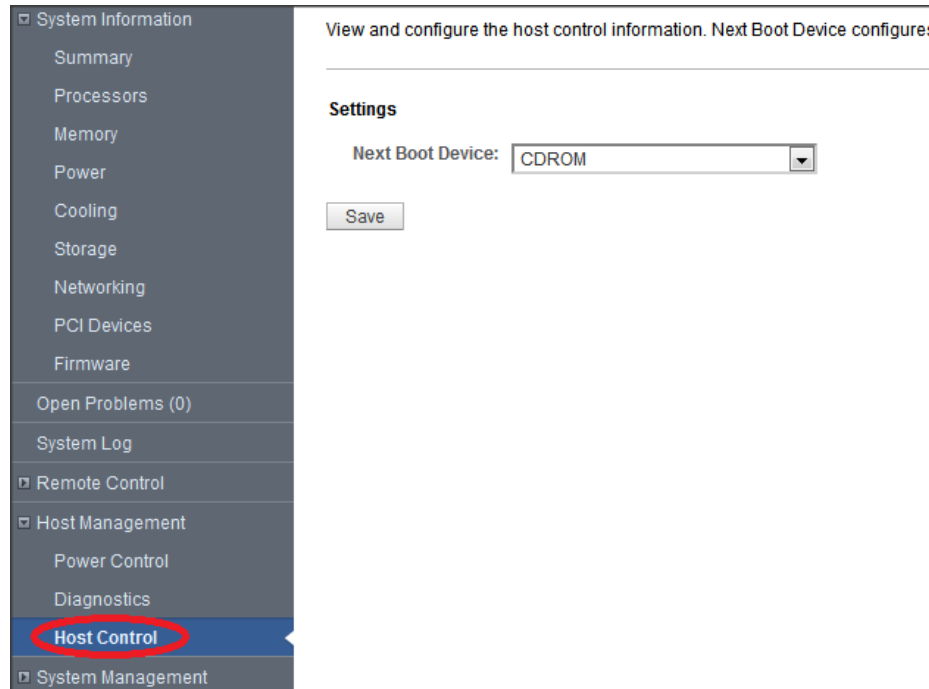 System Information
Summary
Processors
Memory
Power
Cooling
Storage
Networking
PCI Devices
Firmware
Open Problems (0)
System Log
Remote Control
Host Management
Power Control
Diagnostics
Host Control
System Management
View and configure the host control information. Next Boot Device configures
Settings
Next Boot Device: CDROM
Save